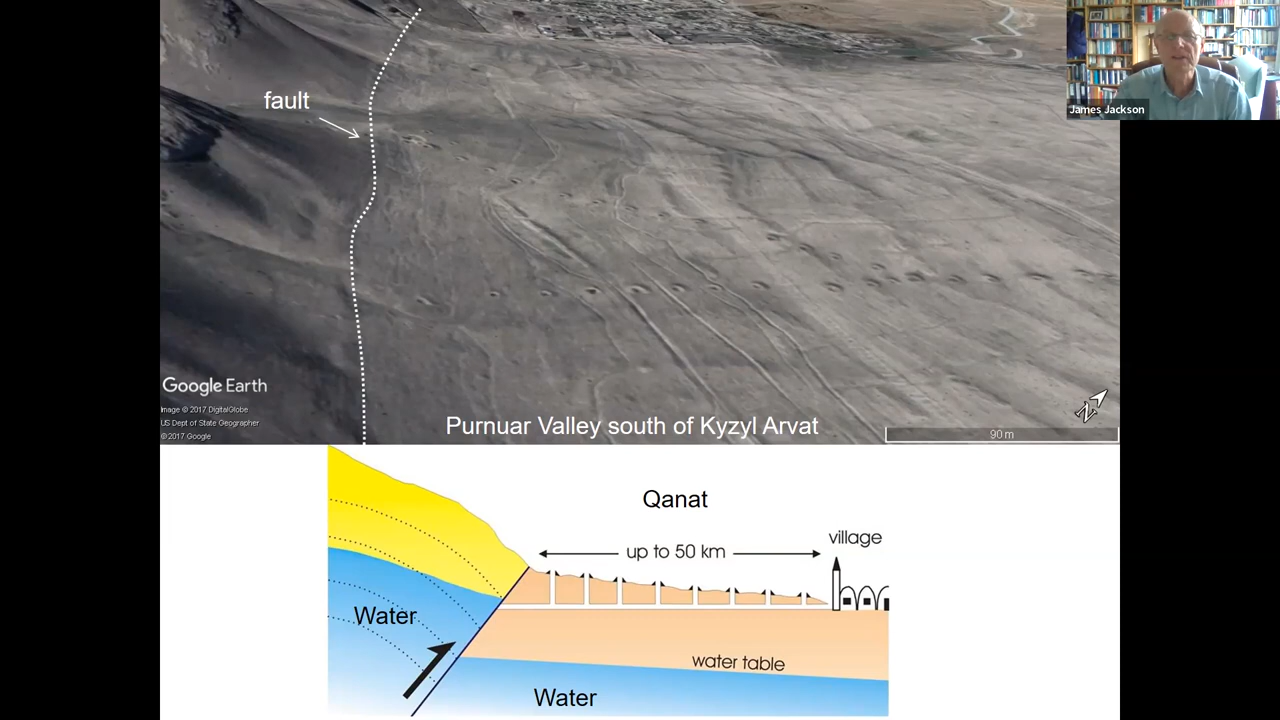 fault
James Jackson
Google Earth
Image © 2017 DigitalGlobe
US Dept of State Geographer
© 2017 Google
Purnuar Valley south of Kyzyl Arvat
N
90 m
Qanat
up to 50 km
village
Water
water table
Water